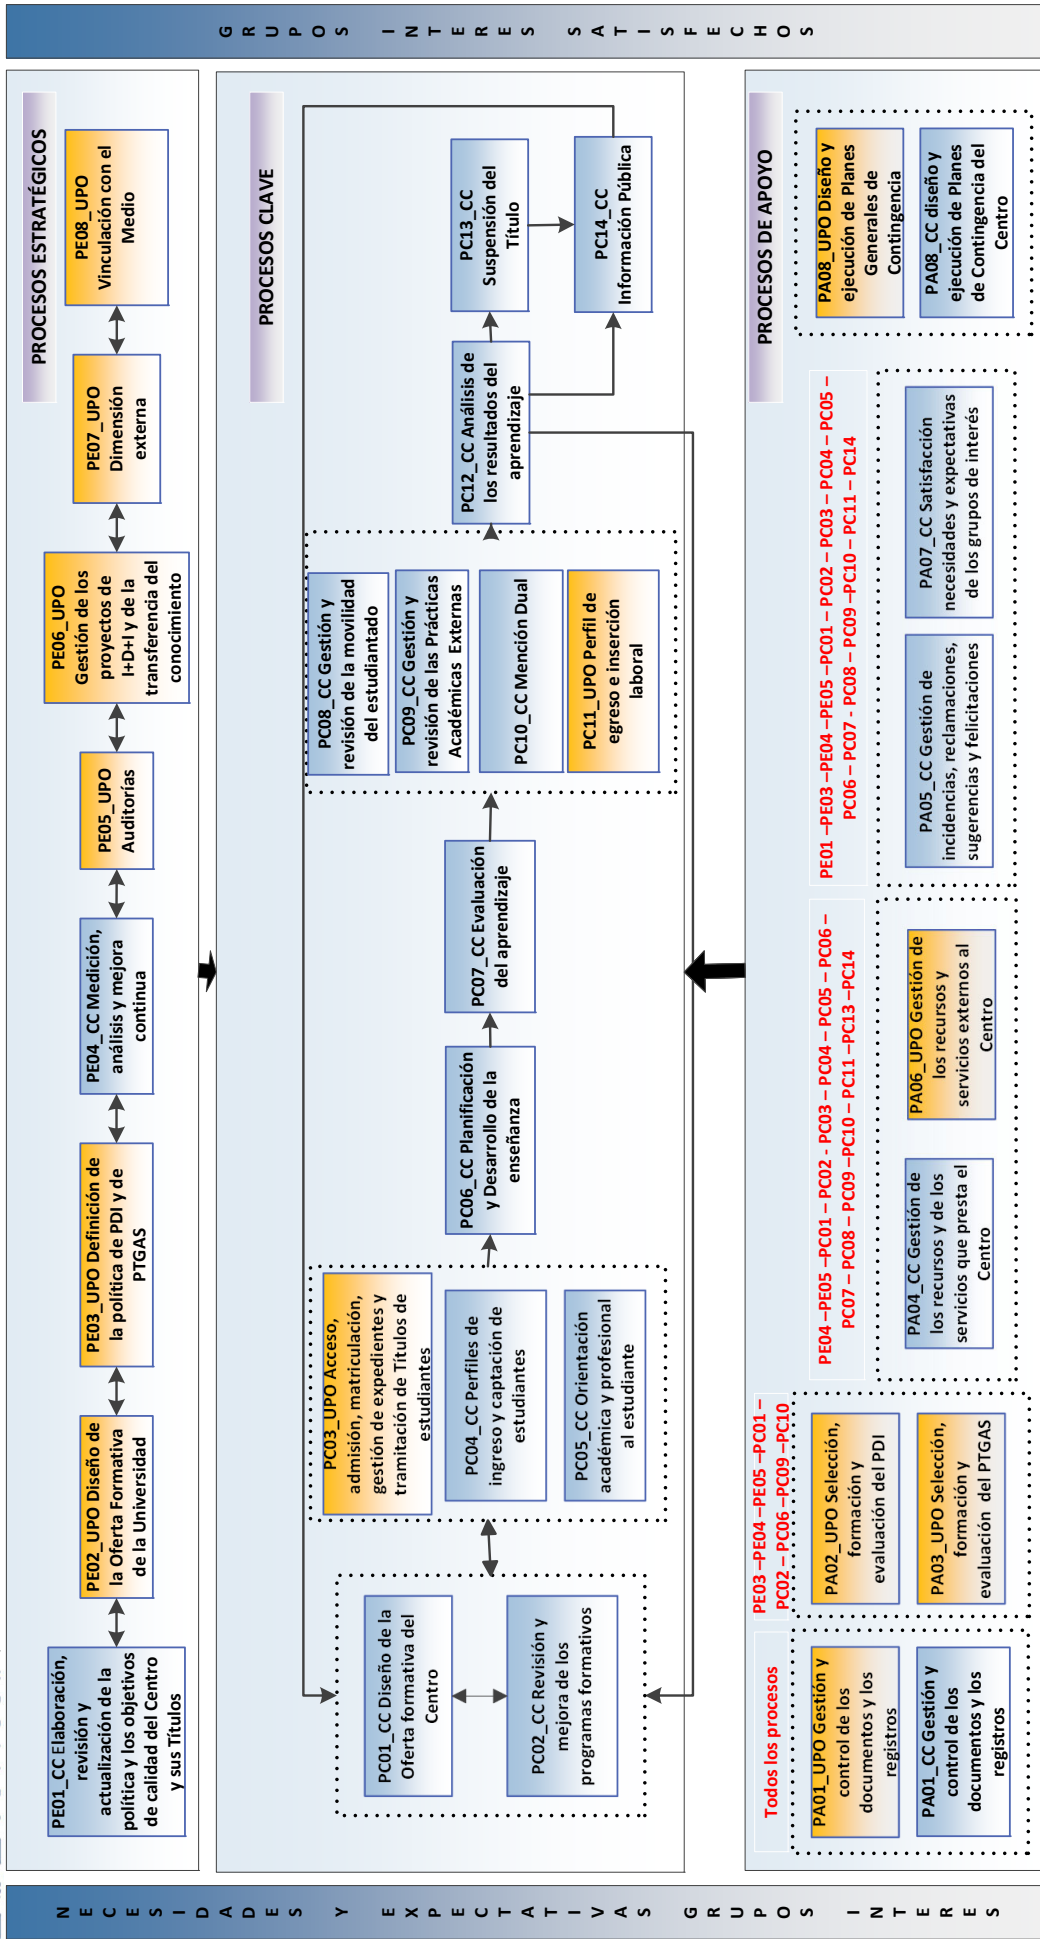 NECESIDADES Y EXPECTATIVAS GRUPOS INTERES
PROCESOS ESTRATÉGICOS
PE01_CC Elaboración,
revisión y
actualización de la
política y los objetivos
de calidad del Centro
y sus Títulos
PE02_UPO Diseño de
la Oferta Formativa
de la Universidad
PE03_UPO Definición de
la política de PDI y de
PTGAS
PE04_CC Medición,
análisis y mejora
continua
PE05_UPO
Auditorías
PE06_UPO
Gestión de los
proyectos de
I+D+I y de la
transferencia del
conocimiento
PE07_UPO
Dimensión
externa
PE08_UPO
Vinculación con el
Medio
PROCESOS CLAVE
PC01_CC Diseño de la
Oferta formativa del
Centro
PC02_CC Revisión y
mejora de los
programas formativos
PC03_UPO Acceso,
admisión, matriculación,
gestión de expedientes y
tramitación de Títulos de
estudiantes
PC04_CC Perfiles de
ingreso y captación de
estudiantes
PC05_CC Orientación
académica y profesional
al estudiante
PC06_CC Planificación
y Desarrollo de la
enseñanza
PC07_CC Evaluación
del aprendizaje
PC08_CC Gestión y
revisión de la moviidad
del estudiantado
PC09_CC Gestión y
revisión de las Prácticas
Académicas Externas
PC10_CC Mención Dual
PC11_UPO Perfil de
egreso e inserción
laboral
PC12_CC Análisis de
los resultados del
aprendizaje
PC13_CC
Suspensión del
Título
PC14_CC
Información Pública
PROCESOS DE APOYO
Todos los procesos
PA01_UPO Gestión y
control de los
documentos y los
registros
PA01_CC Gestión y
control de los
documentos y los
registros
PE03 –PE04 –PE05 –PC01 –
PC02 – PC06 –PC09 –PC10
PA02_UPO Selección,
formación y
evaluación del PDI
PA03_UPO Selección,
formación y
evaluación del PTGAS
PE04 –PE05 –PC01 – PC02 - PC03 – PC04 – PC05 – PC06 –
PC07 – PC08 – PC09 –PC10 – PC11 –PC13 –PC14
PA04_CC Gestión de
los recursos y de los
servicios que presta el
Centro
PA06_UPO Gestión de
los recursos y
servicios externos al
Centro
PE01 –PE03 –PE04 –PE05 –PC01 – PC02 – PC03 – PC04 – PC05 –
PC06 – PC07 - PC08 – PC09 –PC10 – PC11 – PC14
PA05_CC Gestión de
incidencias, reclamaciones,
sugerencias y felicitaciones
PA07_CC Satisfacción
necesidades y expectativas
de los grupos de interés
PA08_UPO Diseño y
ejecución de Planes
Generales de
Contingencia
PA08_CC diseño y
ejecución de Planes
de Contingencia del
Centro
GRUPOS INTERES SATISFECHOS